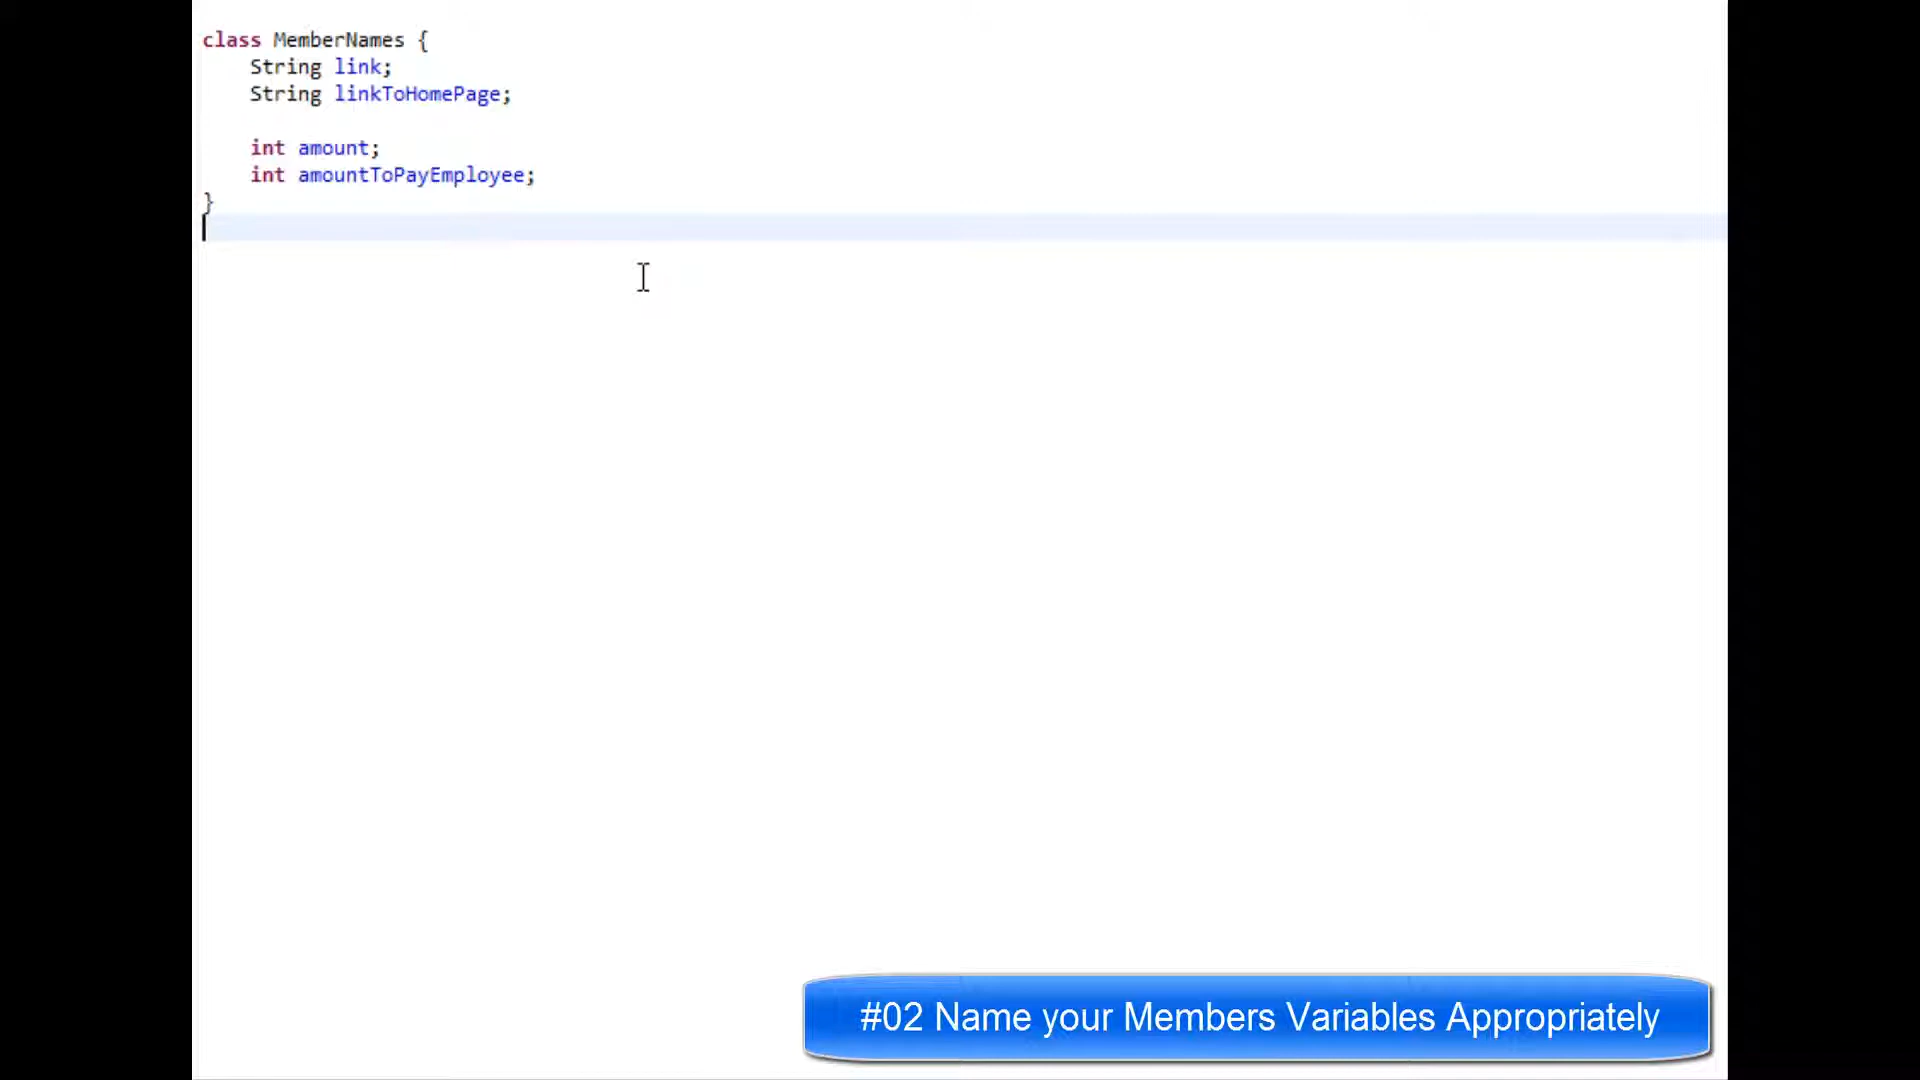 class MemberNames {
String link;
String linkToHomePage;
int amount;
int amountToPayEmployee;
}
#02 Name your Members Variables Appropriately